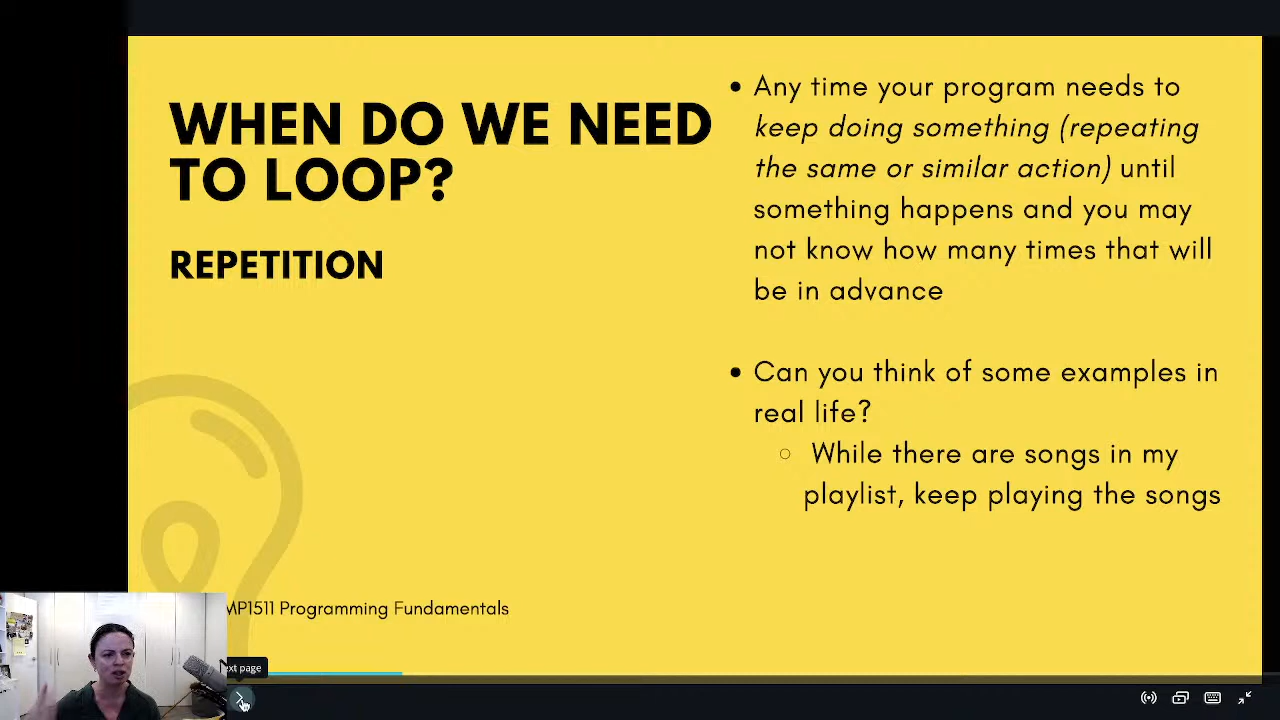 WHEN DO WE NEED
TO LOOP?
REPETITION
• Any time your program needs to
keep doing something (repeating
the same or similar action) until
something happens and you may
not know how many times that will
be in advance
• Can you think of some examples in
real life?
○ While there are songs in my
playlist, keep playing the songs
MP1511 Programming Fundamentals
ext page